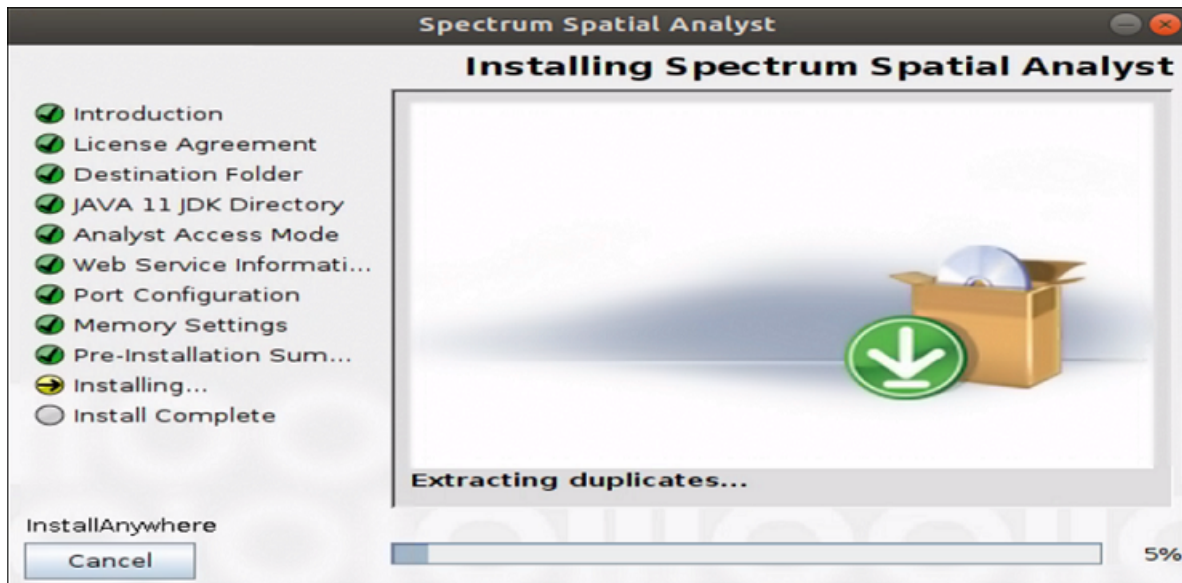 Spectrum Spatial Analyst
Installing Spectrum Spatial Analyst
Introduction
License Agreement
Destination Folder
JAVA 11 JDK Directory
Analyst Access Mode
Web Service Informati...
Port Configuration
Memory Settings
Pre-Installation Sum...
Installing...
Install Complete
Extracting duplicates...
InstallAnywhere
Cancel
5%